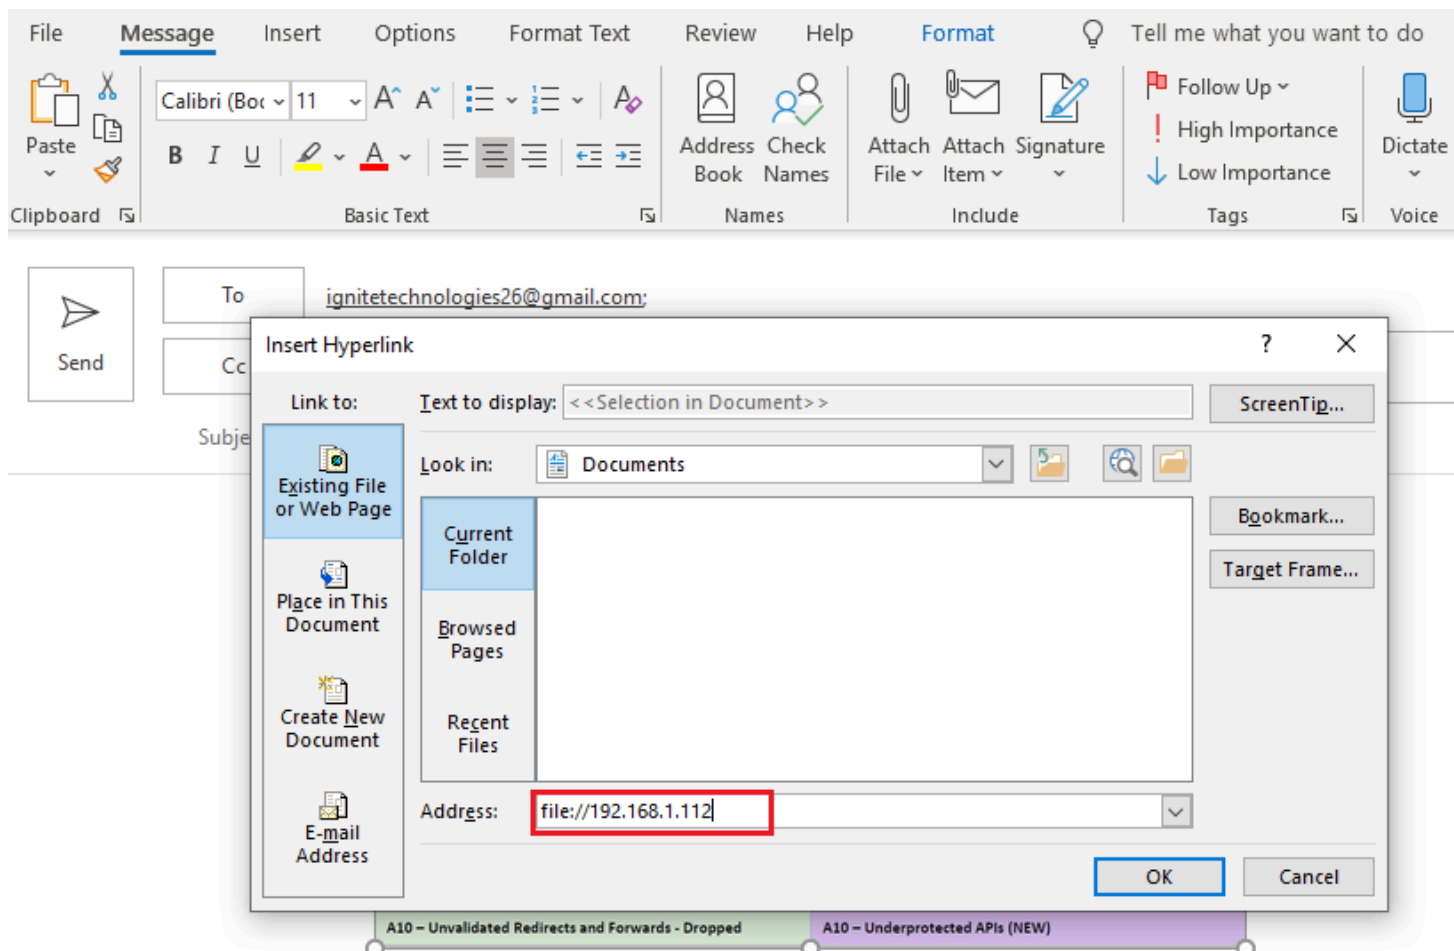 File Message Insert Options Format Text Review Help Format Tell me what you want to do
Calibri (Boc 11 A A
Follow Up
High Importance
Low Importance
Paste
B I U A
Address Book
Check Names
Attach File
Attach Item
Signature
Dictate
Clipboard Basic Text Names Include Tags Voice
Send
To ignitetechnologies26@gmail.com;
Cc
Subje
Insert Hyperlink ?
Link to:
Text to display: <<Selection in Document>>
ScreenTip...
Existing File
or Web Page
Look in: Documents
Current
Folder
Bookmark...
Target Frame...
Place in This
Document
Browsed
Pages
Create New
Document
Recent
Files
E-mail
Address
Address: file://192.168.1.112
OK Cancel
A10 – Unvalidated Redirects and Forwards - Dropped A10 – Underprotected APIs (NEW)